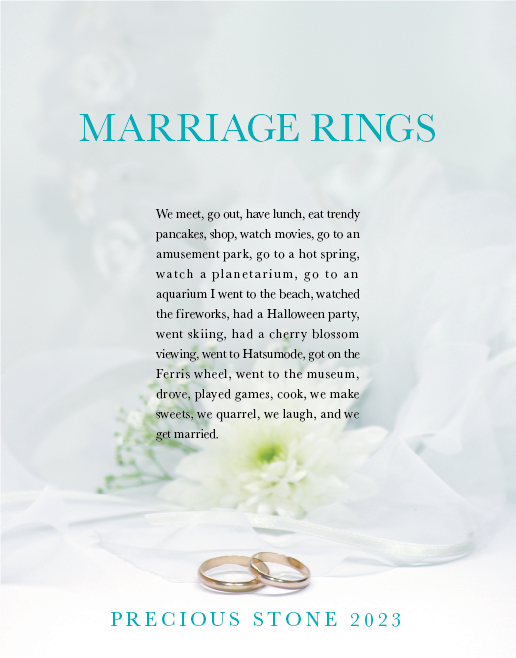 MARRIAGE RINGS
We meet, go out, have lunch, eat trendy
pancakes, shop, watch movies, go to an
amusement park, go to a hot spring,
watch a planetarium, go to an
aquarium I went to the beach, watched
the fireworks, had a Halloween party,
went skiing, had a cherry blossom
viewing, went to Hatsumode, got on the
Ferris wheel, went to the museum,
drove, played games, cook, we make
sweets, we quarrel, we laugh, and we
get married.
PRECIOUS STONE 2023